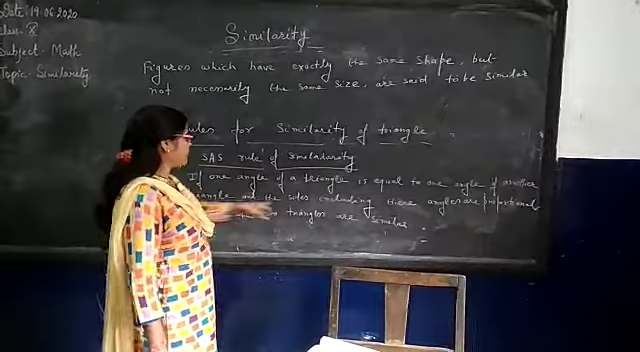 Date: 19.06.2020
Class- X
Subject - Math
Topic- Similarity
Similarity
Figures which have exactly the same shape, but
not necessarily the same size, are said to be similar
for Similarity of triangle
SAS rule of
If one angle of a triangle is equal to one angle of another
and the sides including these angles are proportional
triangles are similar.